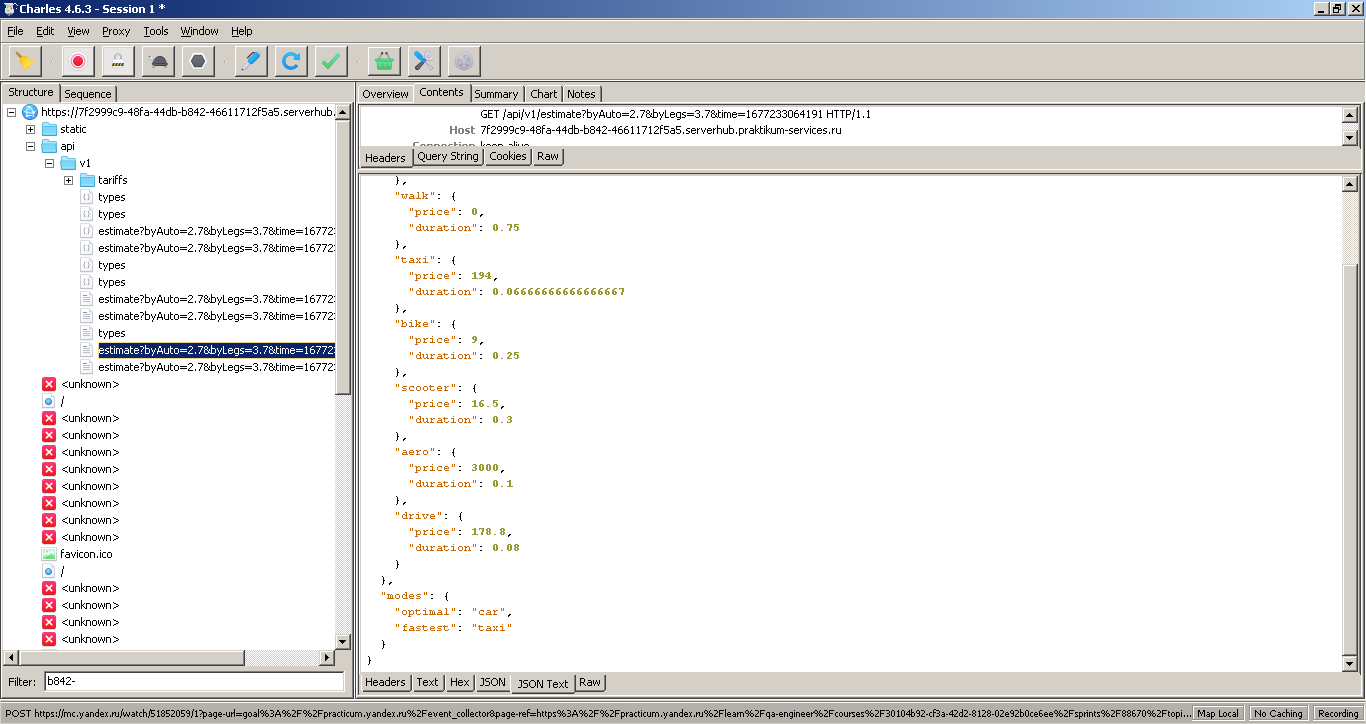 Charles 4.6.3 - Session 1 *
File Edit View Proxy Tools Window Help
Structure Sequence
https://7f2999c9-48fa-44db-b842-46611712f5a5.serverhub.
static
api
v1
tariffs
types
types
estimate?byAuto=2.7&byLegs=3.7&time=16772
estimate?byAuto=2.7&byLegs=3.7&time=16772
types
types
estimate?byAuto=2.7&byLegs=3.7&time=16772
estimate?byAuto=2.7&byLegs=3.7&time=16772
types
estimate?byAuto=2.7&byLegs=3.7&time=16772
estimate?byAuto=2.7&byLegs=3.7&time=16772
<unknown>
/
<unknown>
<unknown>
<unknown>
<unknown>
<unknown>
<unknown>
<unknown>
<unknown>
favicon.ico
/
<unknown>
<unknown>
<unknown>
<unknown>
Filter: b842-
Overview Contents Summary Chart Notes
GET /api/v1/estimate?byAuto=2.7&byLegs=3.7&time=1677233064191 HTTP/1.1
Host 7f2999c9-48fa-44db-b842-46611712f5a5.serverhub.praktikum-services.ru
Connection keep-alive
Headers Query String Cookies Raw
},
"walk": {
"price": 0,
"duration": 0.75
},
"taxi": {
"price": 194,
"duration": 0.06666666666666667
},
"bike": {
"price": 9,
"duration": 0.25
},
"scooter": {
"price": 16.5,
"duration": 0.3
},
"aero": {
"price": 3000,
"duration": 0.1
},
"drive": {
"price": 178.8,
"duration": 0.08
}
},
"modes": {
"optimal": "car",
"fastest": "taxi"
}
}
Headers Text Hex JSON JSON Text Raw
POST https://mc.yandex.ru/watch/51852059/1?page-url=goal%3A%2F%2Fpracticum.yandex.ru%2Fevent_collector&page-ref=https%3A%2F%2Fpracticum.yandex.ru%2Flearn%2Fqa-engineer%2Fcourses%2F30104b92-cf3a-42d2-8128-02e92b0ce6ee%2Fsprints%2F88670%2Ftopi... Map Local No Caching Recording